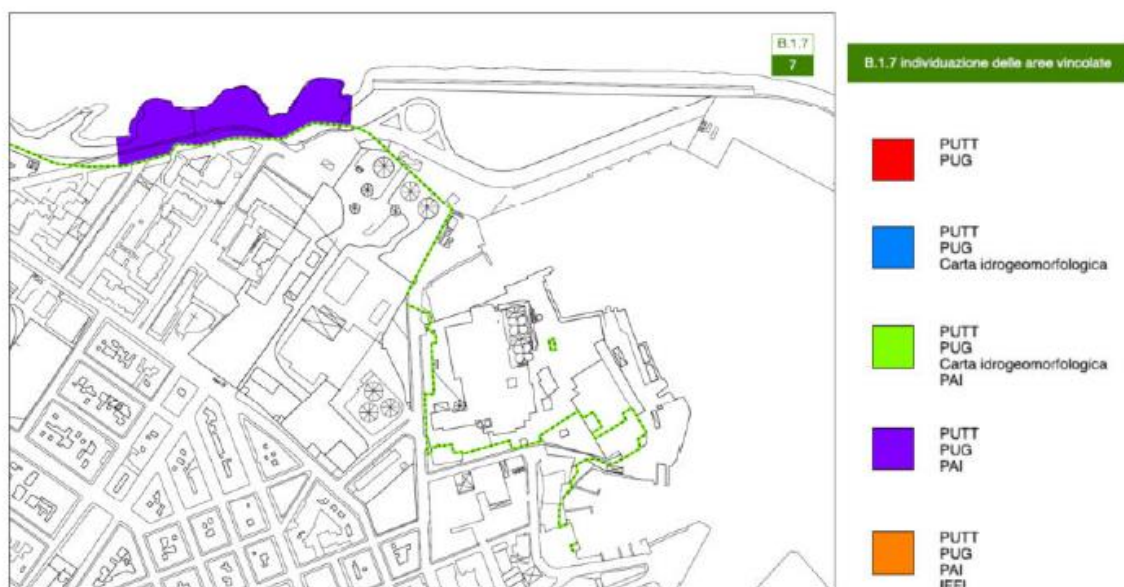 B.1.7
7
B.1.7 individuazione delle aree vincolate
PUTT
PUG
PUTT
PUG
Carta idrogeomorfologica
PUTT
PUG
Carta idrogeomorfologica
PAI
PUTT
PUG
PAI
PUTT
PUG
PAI